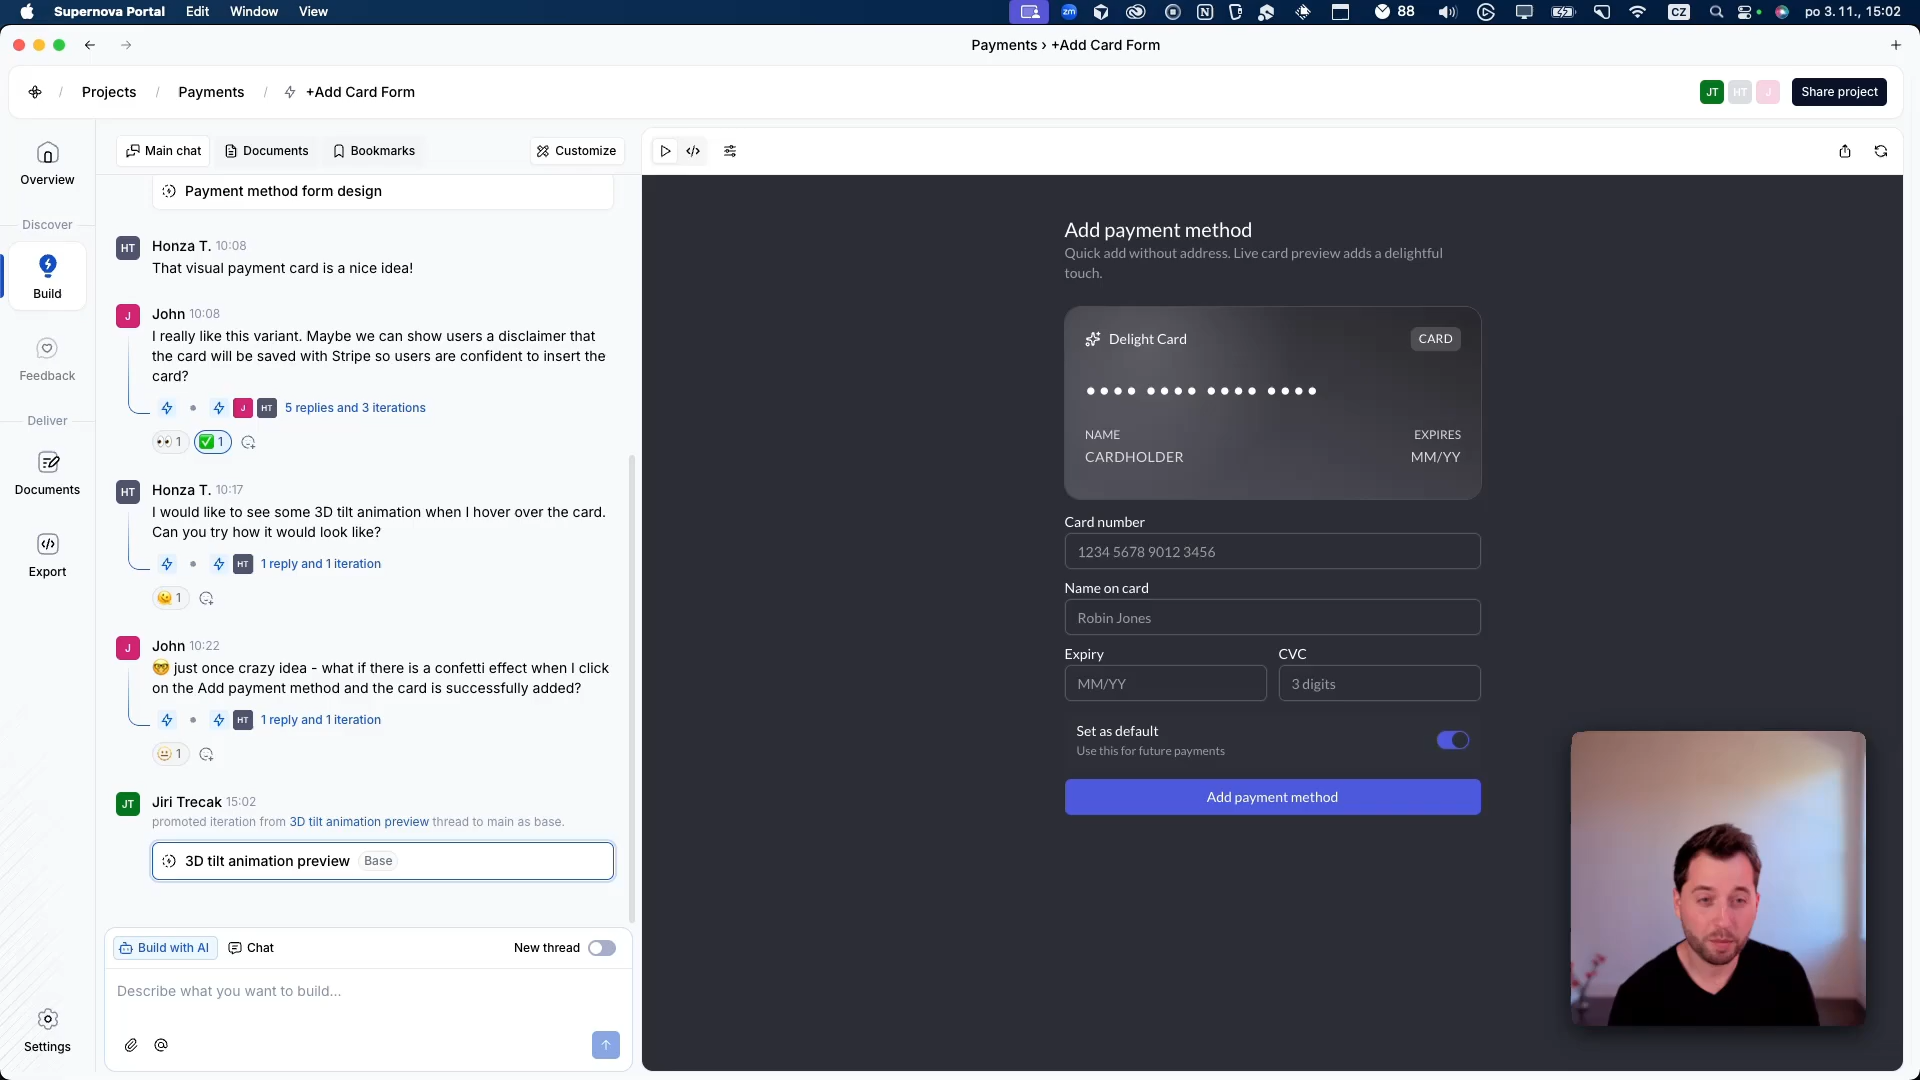 Supernova Portal Edit Window View
zm 88 CZ po 3. 11., 15:02
Payments › +Add Card Form
Projects / Payments / +Add Card Form
JT HT J Share project
Overview
Discover
Build
Feedback
Deliver
Documents
Export
Settings
Main chat Documents Bookmarks Customize
Payment method form design
HT Honza T. 10:08
That visual payment card is a nice idea!
J John 10:08
I really like this variant. Maybe we can show users a disclaimer that
the card will be saved with Stripe so users are confident to insert the
card?
J HT 5 replies and 3 iterations
1 1
HT Honza T. 10:17
I would like to see some 3D tilt animation when I hover over the card.
Can you try how it would look like?
HT 1 reply and 1 iteration
1
J John 10:22
just once crazy idea - what if there is a confetti effect when I click
on the Add payment method and the card is successfully added?
HT 1 reply and 1 iteration
1
JT Jiri Trecak 15:02
promoted iteration from 3D tilt animation preview thread to main as base.
3D tilt animation preview Base
Build with AI Chat New thread
Describe what you want to build...
Add payment method
Quick add without address. Live card preview adds a delightful
touch.
Delight Card CARD
•••• •••• •••• ••••
NAME EXPIRES
CARDHOLDER MM/YY
Card number
1234 5678 9012 3456
Name on card
Robin Jones
Expiry CVC
MM/YY 3 digits
Set as default
Use this for future payments
Add payment method